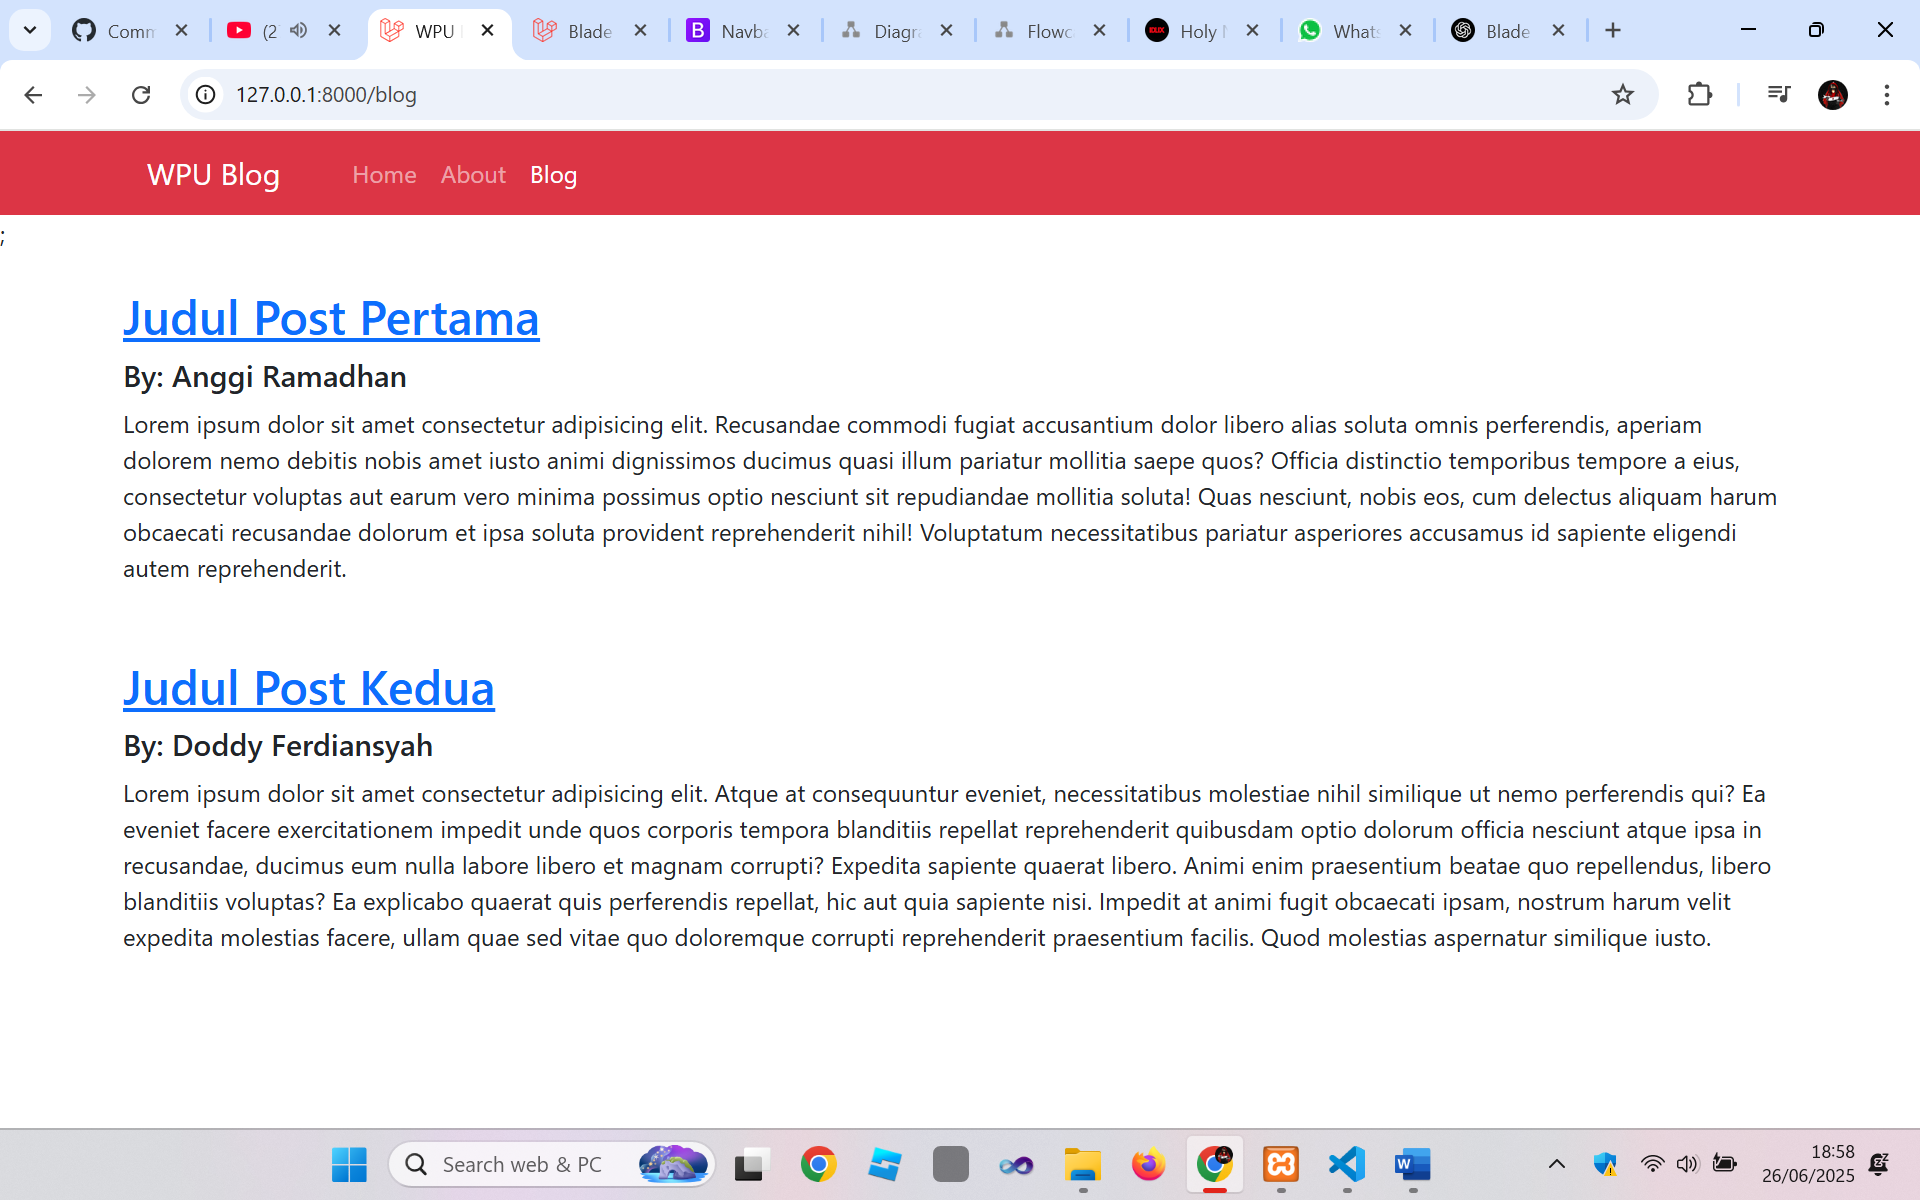 Comm
(2
WPU
Blade
Navba
Diagra
Flowc
Holy
Whats
Blade
127.0.0.1:8000/blog
WPU Blog
Home
About
Blog
;
Judul Post Pertama
By: Anggi Ramadhan
Lorem ipsum dolor sit amet consectetur adipisicing elit. Recusandae commodi fugiat accusantium dolor libero alias soluta omnis perferendis, aperiam
dolorem nemo debitis nobis amet iusto animi dignissimos ducimus quasi illum pariatur mollitia saepe quos? Officia distinctio temporibus tempore a eius,
consectetur voluptas aut earum vero minima possimus optio nesciunt sit repudiandae mollitia soluta! Quas nesciunt, nobis eos, cum delectus aliquam harum
obcaecati recusandae dolorum et ipsa soluta provident reprehenderit nihil! Voluptatum necessitatibus pariatur asperiores accusamus id sapiente eligendi
autem reprehenderit.
Judul Post Kedua
By: Doddy Ferdiansyah
Lorem ipsum dolor sit amet consectetur adipisicing elit. Atque at consequuntur eveniet, necessitatibus molestiae nihil similique ut nemo perferendis qui? Ea
eveniet facere exercitationem impedit unde quos corporis tempora blanditiis repellat reprehenderit quibusdam optio dolorum officia nesciunt atque ipsa in
recusandae, ducimus eum nulla labore libero et magnam corrupti? Expedita sapiente quaerat libero. Animi enim praesentium beatae quo repellendus, libero
blanditiis voluptas? Ea explicabo quaerat quis perferendis repellat, hic aut quia sapiente nisi. Impedit at animi fugit obcaecati ipsam, nostrum harum velit
expedita molestias facere, ullam quae sed vitae quo doloremque corrupti reprehenderit praesentium facilis. Quod molestias aspernatur similique iusto.
Search web & PC
18:58
26/06/2025